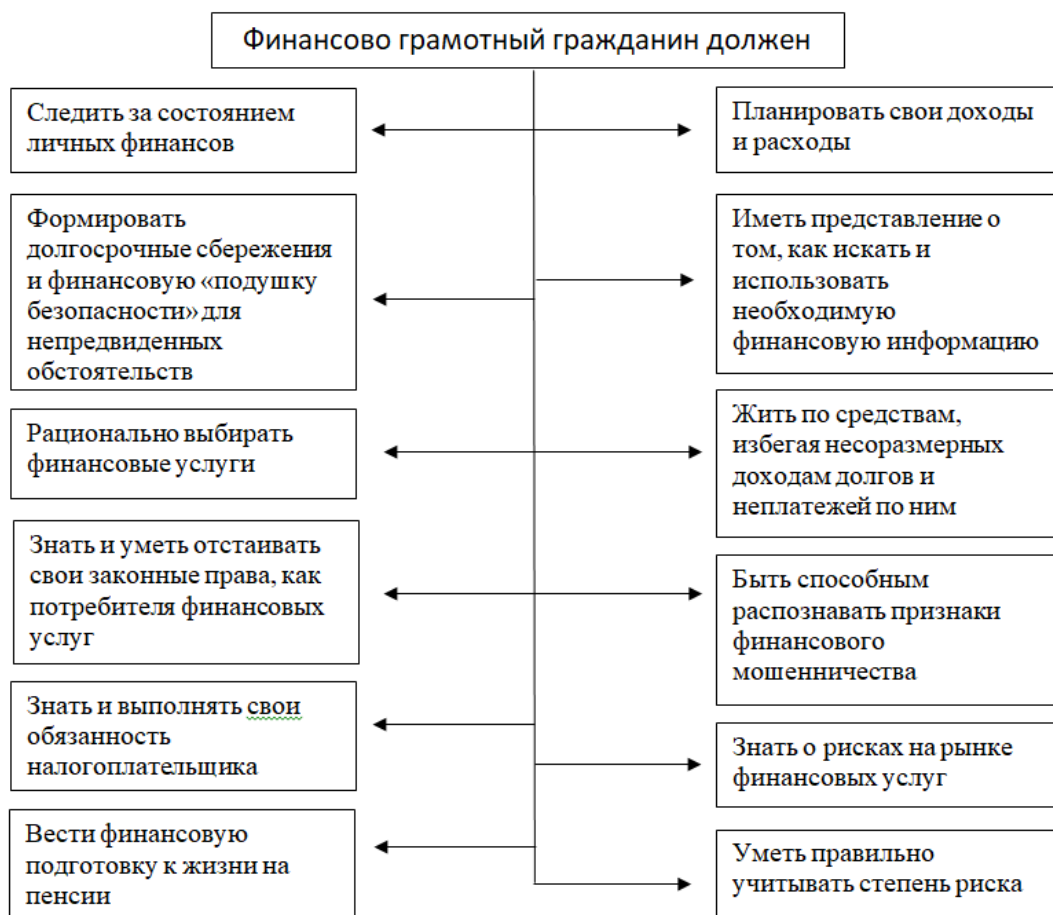 Финансово грамотный гражданин должен
Следить за состоянием
личных финансов
Планировать свои доходы
и расходы
Формировать
долгосрочные сбережения
и финансовую «подушку
безопасности» для
непредвиденных
обстоятельств
Иметь представление о
том, как искать и
использовать
необходимую
финансовую информацию
Рационально выбирать
финансовые услуги
Жить по средствам,
избегая несоразмерных
доходам долгов и
неплатежей по ним
Знать и уметь отстаивать
свои законные права, как
потребителя финансовых
услуг
Быть способным
распознавать признаки
финансового
мошенничества
Знать и выполнять свои
обязанность
налогоплательщика
Знать о рисках на рынке
финансовых услуг
Вести финансовую
подготовку к жизни на
пенсии
Уметь правильно
учитывать степень риска